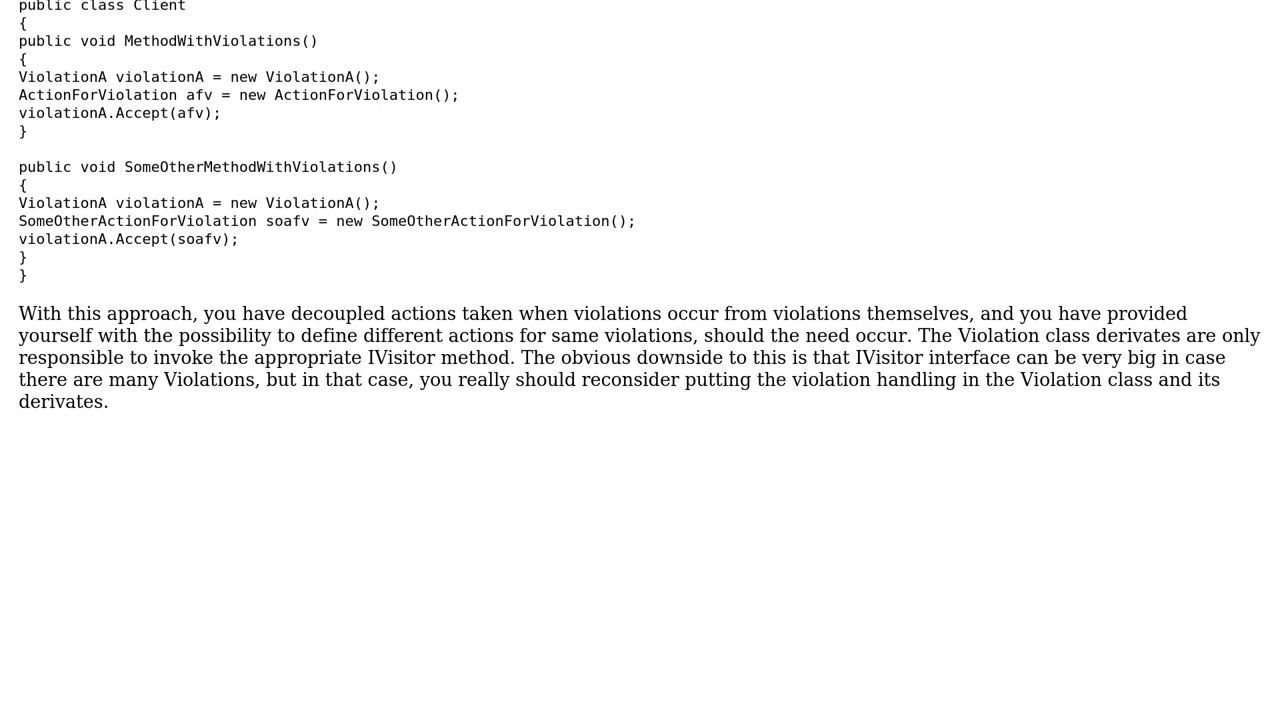 public class Client
{
public void MethodWithViolations()
{
ViolationA violationA = new ViolationA();
ActionForViolation afv = new ActionForViolation();
violationA.Accept(afv);
}

public void SomeOtherMethodWithViolations()
{
ViolationA violationA = new ViolationA();
SomeOtherActionForViolation soafv = new SomeOtherActionForViolation();
violationA.Accept(soafv);
}
}

With this approach, you have decoupled actions taken when violations occur from violations themselves, and you have provided
yourself with the possibility to define different actions for same violations, should the need occur. The Violation class derivates are only
responsible to invoke the appropriate IVisitor method. The obvious downside to this is that IVisitor interface can be very big in case
there are many Violations, but in that case, you really should reconsider putting the violation handling in the Violation class and its
derivates.